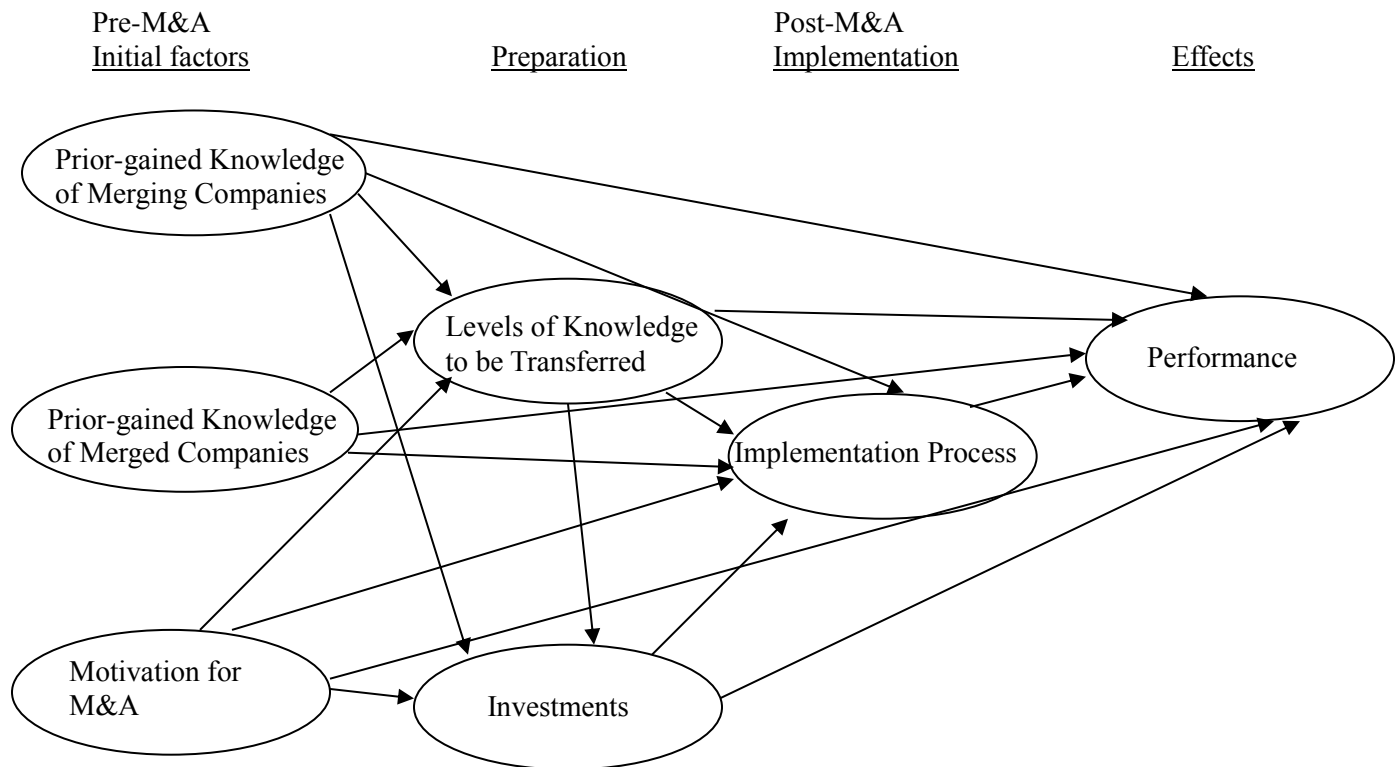 Pre-M&A
Initial factors
Preparation
Post-M&A
Implementation
Effects
Prior-gained Knowledge
of Merging Companies
Levels of Knowledge
to be Transferred
Performance
Prior-gained Knowledge
of Merged Companies
Implementation Process
Motivation for
M&A
Investments